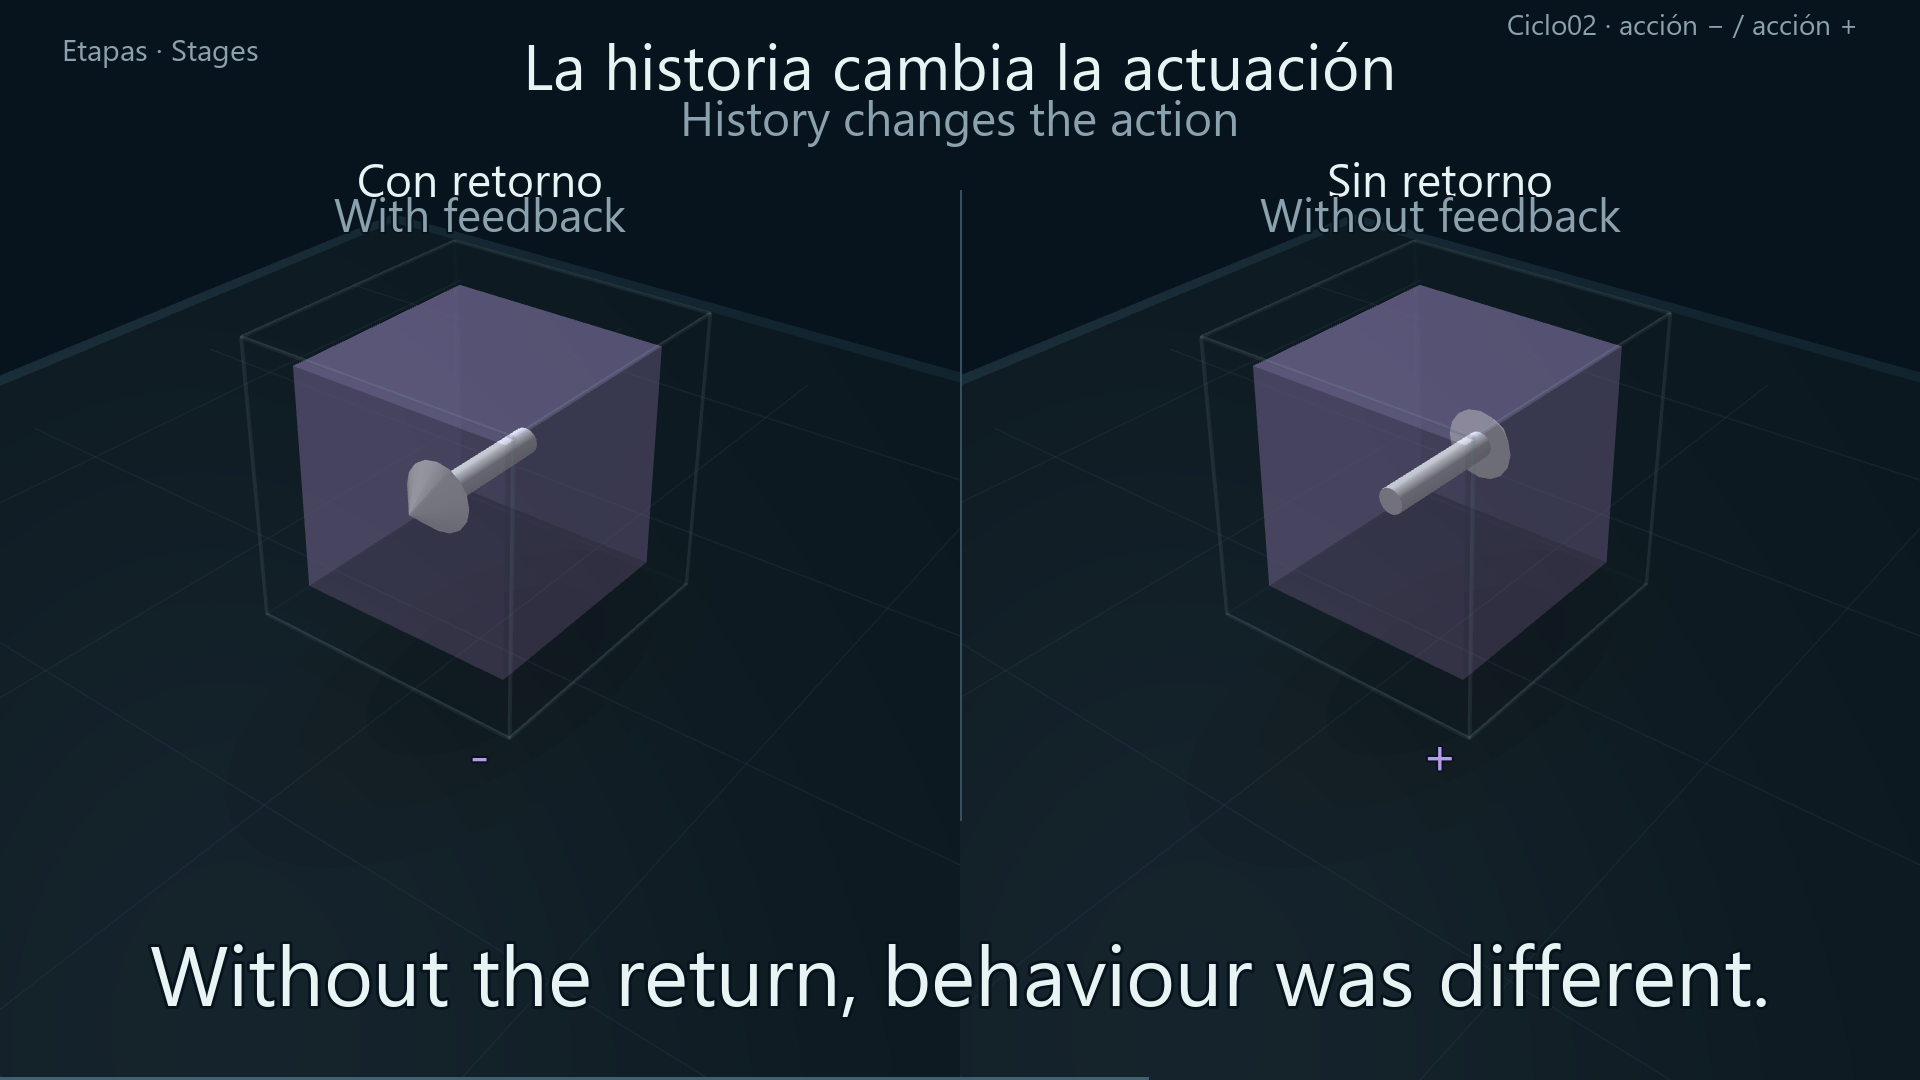 Etapas · Stages
Ciclo02 · acción − / acción +
La historia cambia la actuación
History changes the action
Con retorno
With feedback
Sin retorno
Without feedback
-
+
Without the return, behaviour was different.